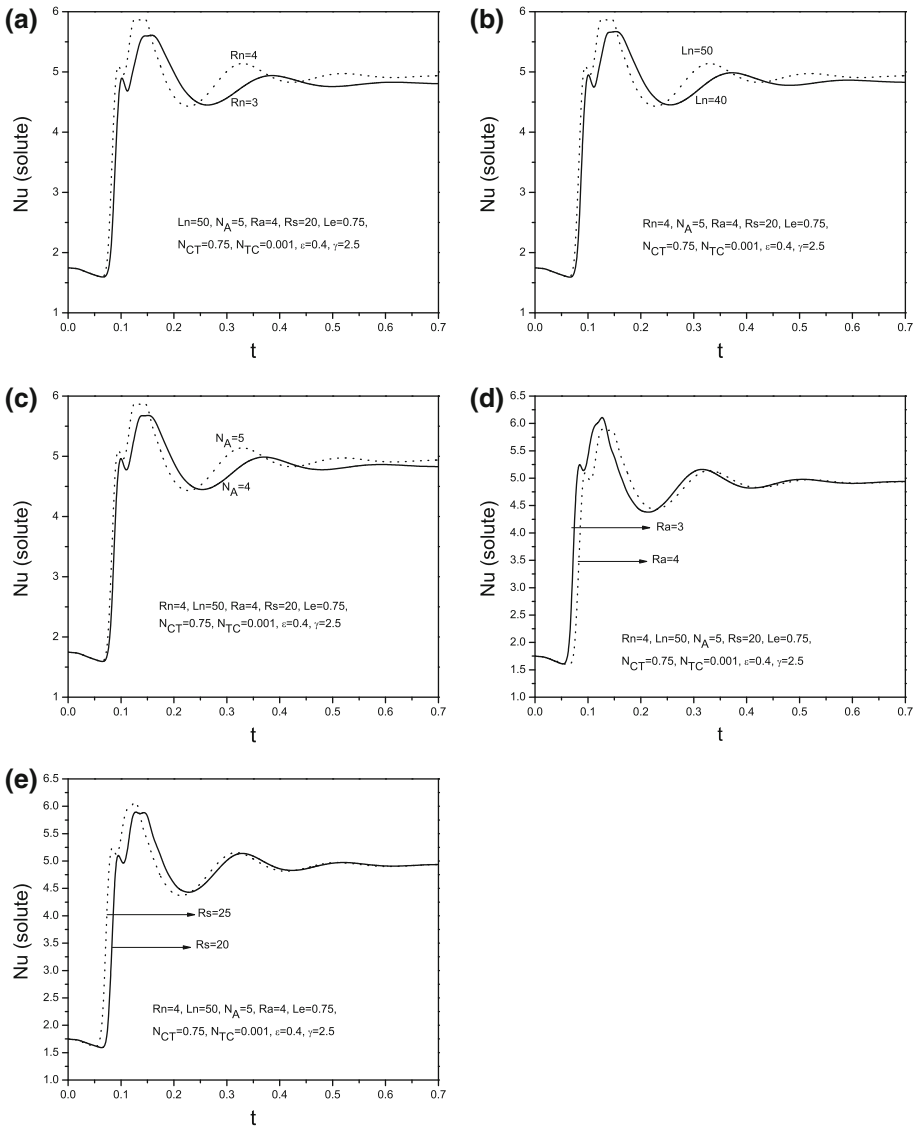 (a)
6
5
4
3
2
1
Nu (solute)
Rn=4
Rn=3
Ln=50, N_A=5, Ra=4, Rs=20, Le=0.75,
N_CT=0.75, N_TC=0.001, ε=0.4, γ=2.5
0.0 0.1 0.2 0.3 0.4 0.5 0.6 0.7
t
(b)
6
5
4
3
2
1
Nu (solute)
Ln=50
Ln=40
Rn=4, N_A=5, Ra=4, Rs=20, Le=0.75,
N_CT=0.75, N_TC=0.001, ε=0.4, γ=2.5
0.0 0.1 0.2 0.3 0.4 0.5 0.6 0.7
t
(c)
6
5
4
3
2
1
Nu (solute)
N_A=5
N_A=4
Rn=4, Ln=50, Ra=4, Rs=20, Le=0.75,
N_CT=0.75, N_TC=0.001, ε=0.4, γ=2.5
0.0 0.1 0.2 0.3 0.4 0.5 0.6 0.7
t
(d)
6.5
6.0
5.5
5.0
4.5
4.0
3.5
3.0
2.5
2.0
1.5
1.0
Nu (solute)
Ra=3
Ra=4
Rn=4, Ln=50, N_A=5, Rs=20, Le=0.75,
N_CT=0.75, N_TC=0.001, ε=0.4, γ=2.5
0.0 0.1 0.2 0.3 0.4 0.5 0.6 0.7
t
(e)
6.5
6.0
5.5
5.0
4.5
4.0
3.5
3.0
2.5
2.0
1.5
1.0
Nu (solute)
Rs=25
Rs=20
Rn=4, Ln=50, N_A=5, Ra=4, Le=0.75,
N_CT=0.75, N_TC=0.001, ε=0.4, γ=2.5
0.0 0.1 0.2 0.3 0.4 0.5 0.6 0.7
t